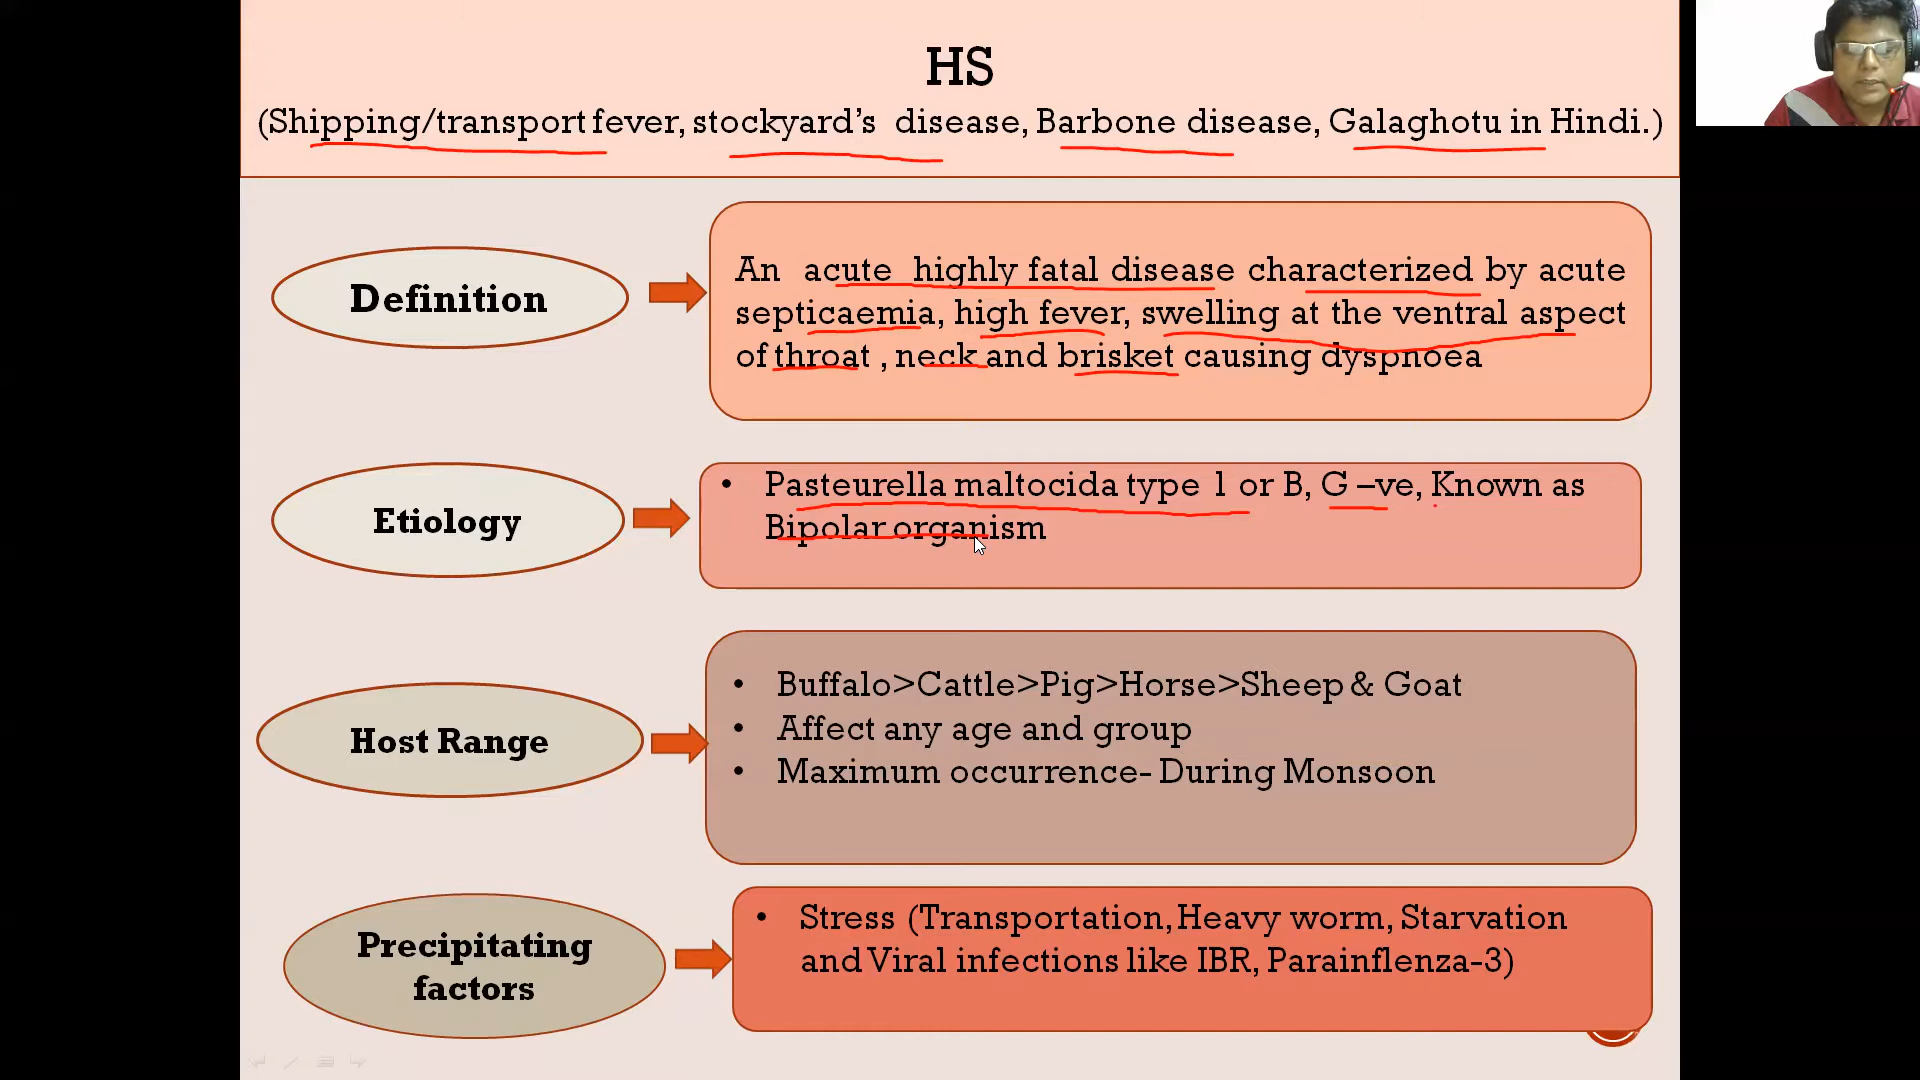 HS
(Shipping/transport fever, stockyard's disease, Barbone disease, Galaghotu in Hindi.)
Definition
An acute highly fatal disease characterized by acute
septicaemia, high fever, swelling at the ventral aspect
of throat , neck and brisket causing dyspnoea
Etiology
• Pasteurella maltocida type 1 or B, G –ve, Known as
Bipolar organism
Host Range
• Buffalo>Cattle>Pig>Horse>Sheep & Goat
• Affect any age and group
• Maximum occurrence- During Monsoon
Precipitating
factors
• Stress (Transportation, Heavy worm, Starvation
and Viral infections like IBR, Parainflenza-3)